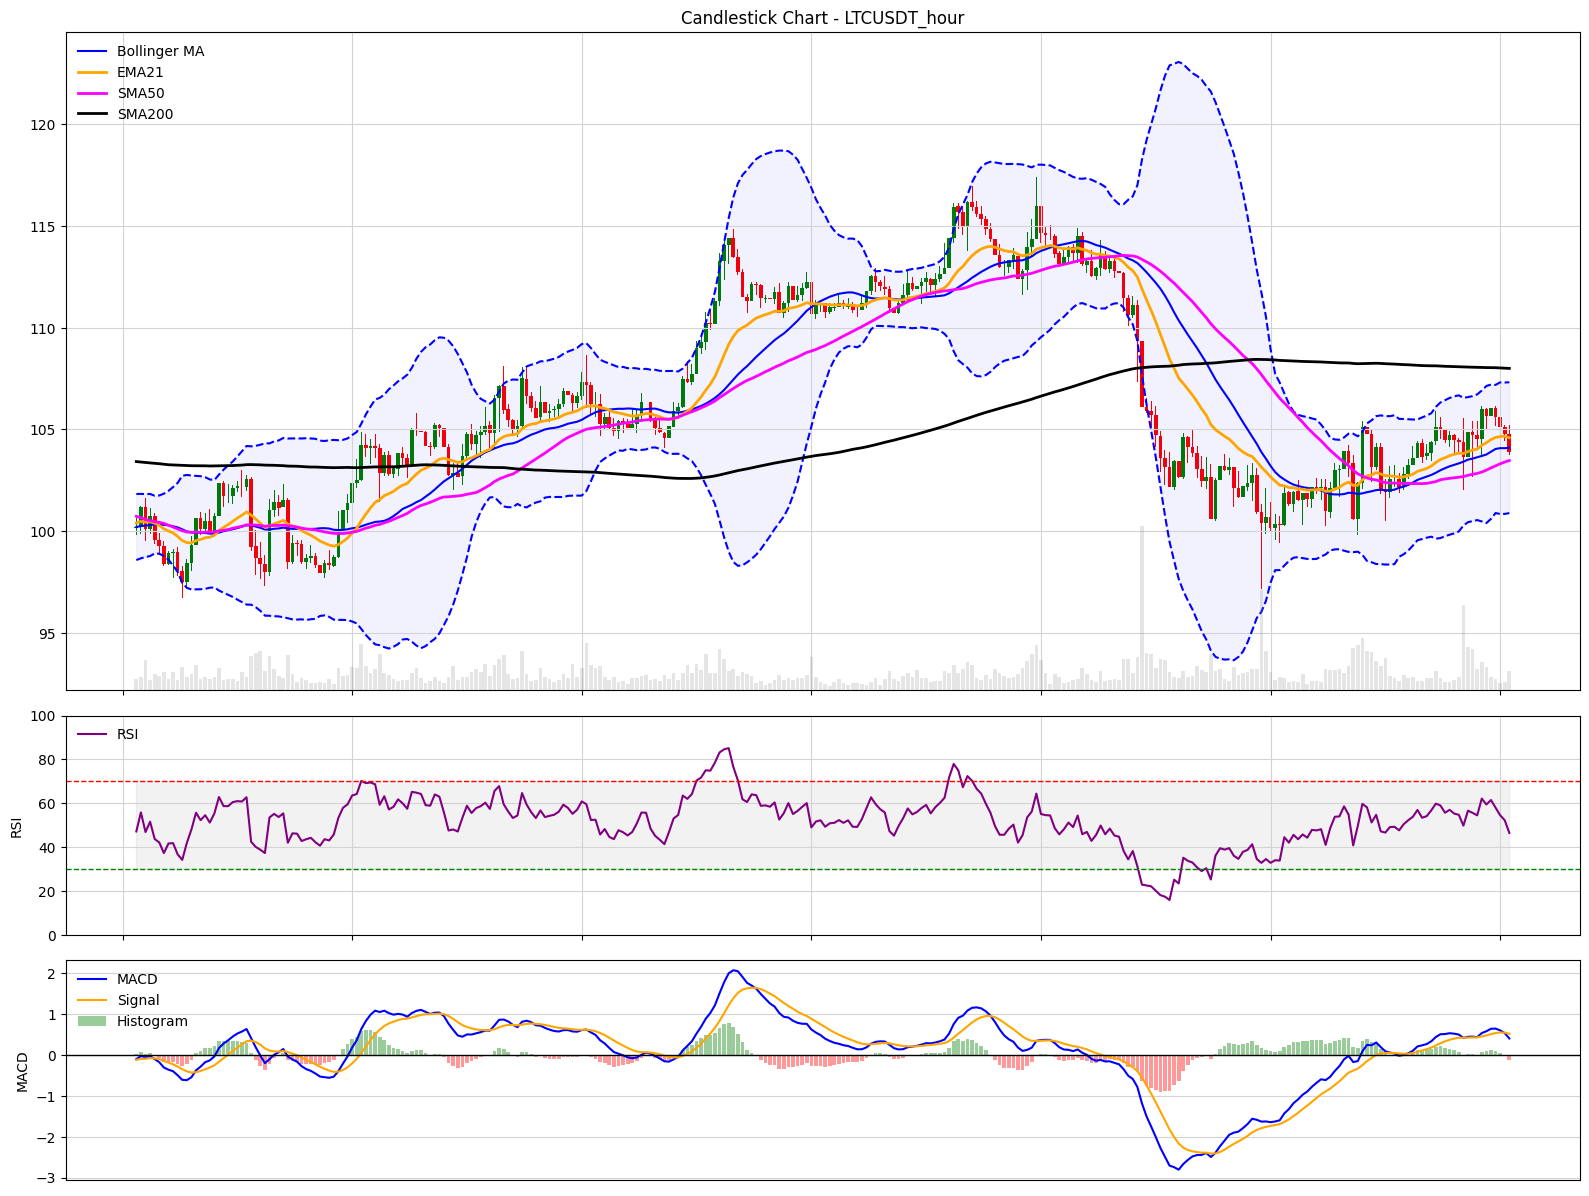 Candlestick Chart - LTCUSDT_hour
Bollinger MA
EMA21
SMA50
SMA200
120
115
110
105
100
95
RSI
100
80
60
40
20
0
RSI
MACD
Signal
Histogram
2
1
0
−1
−2
−3
MACD